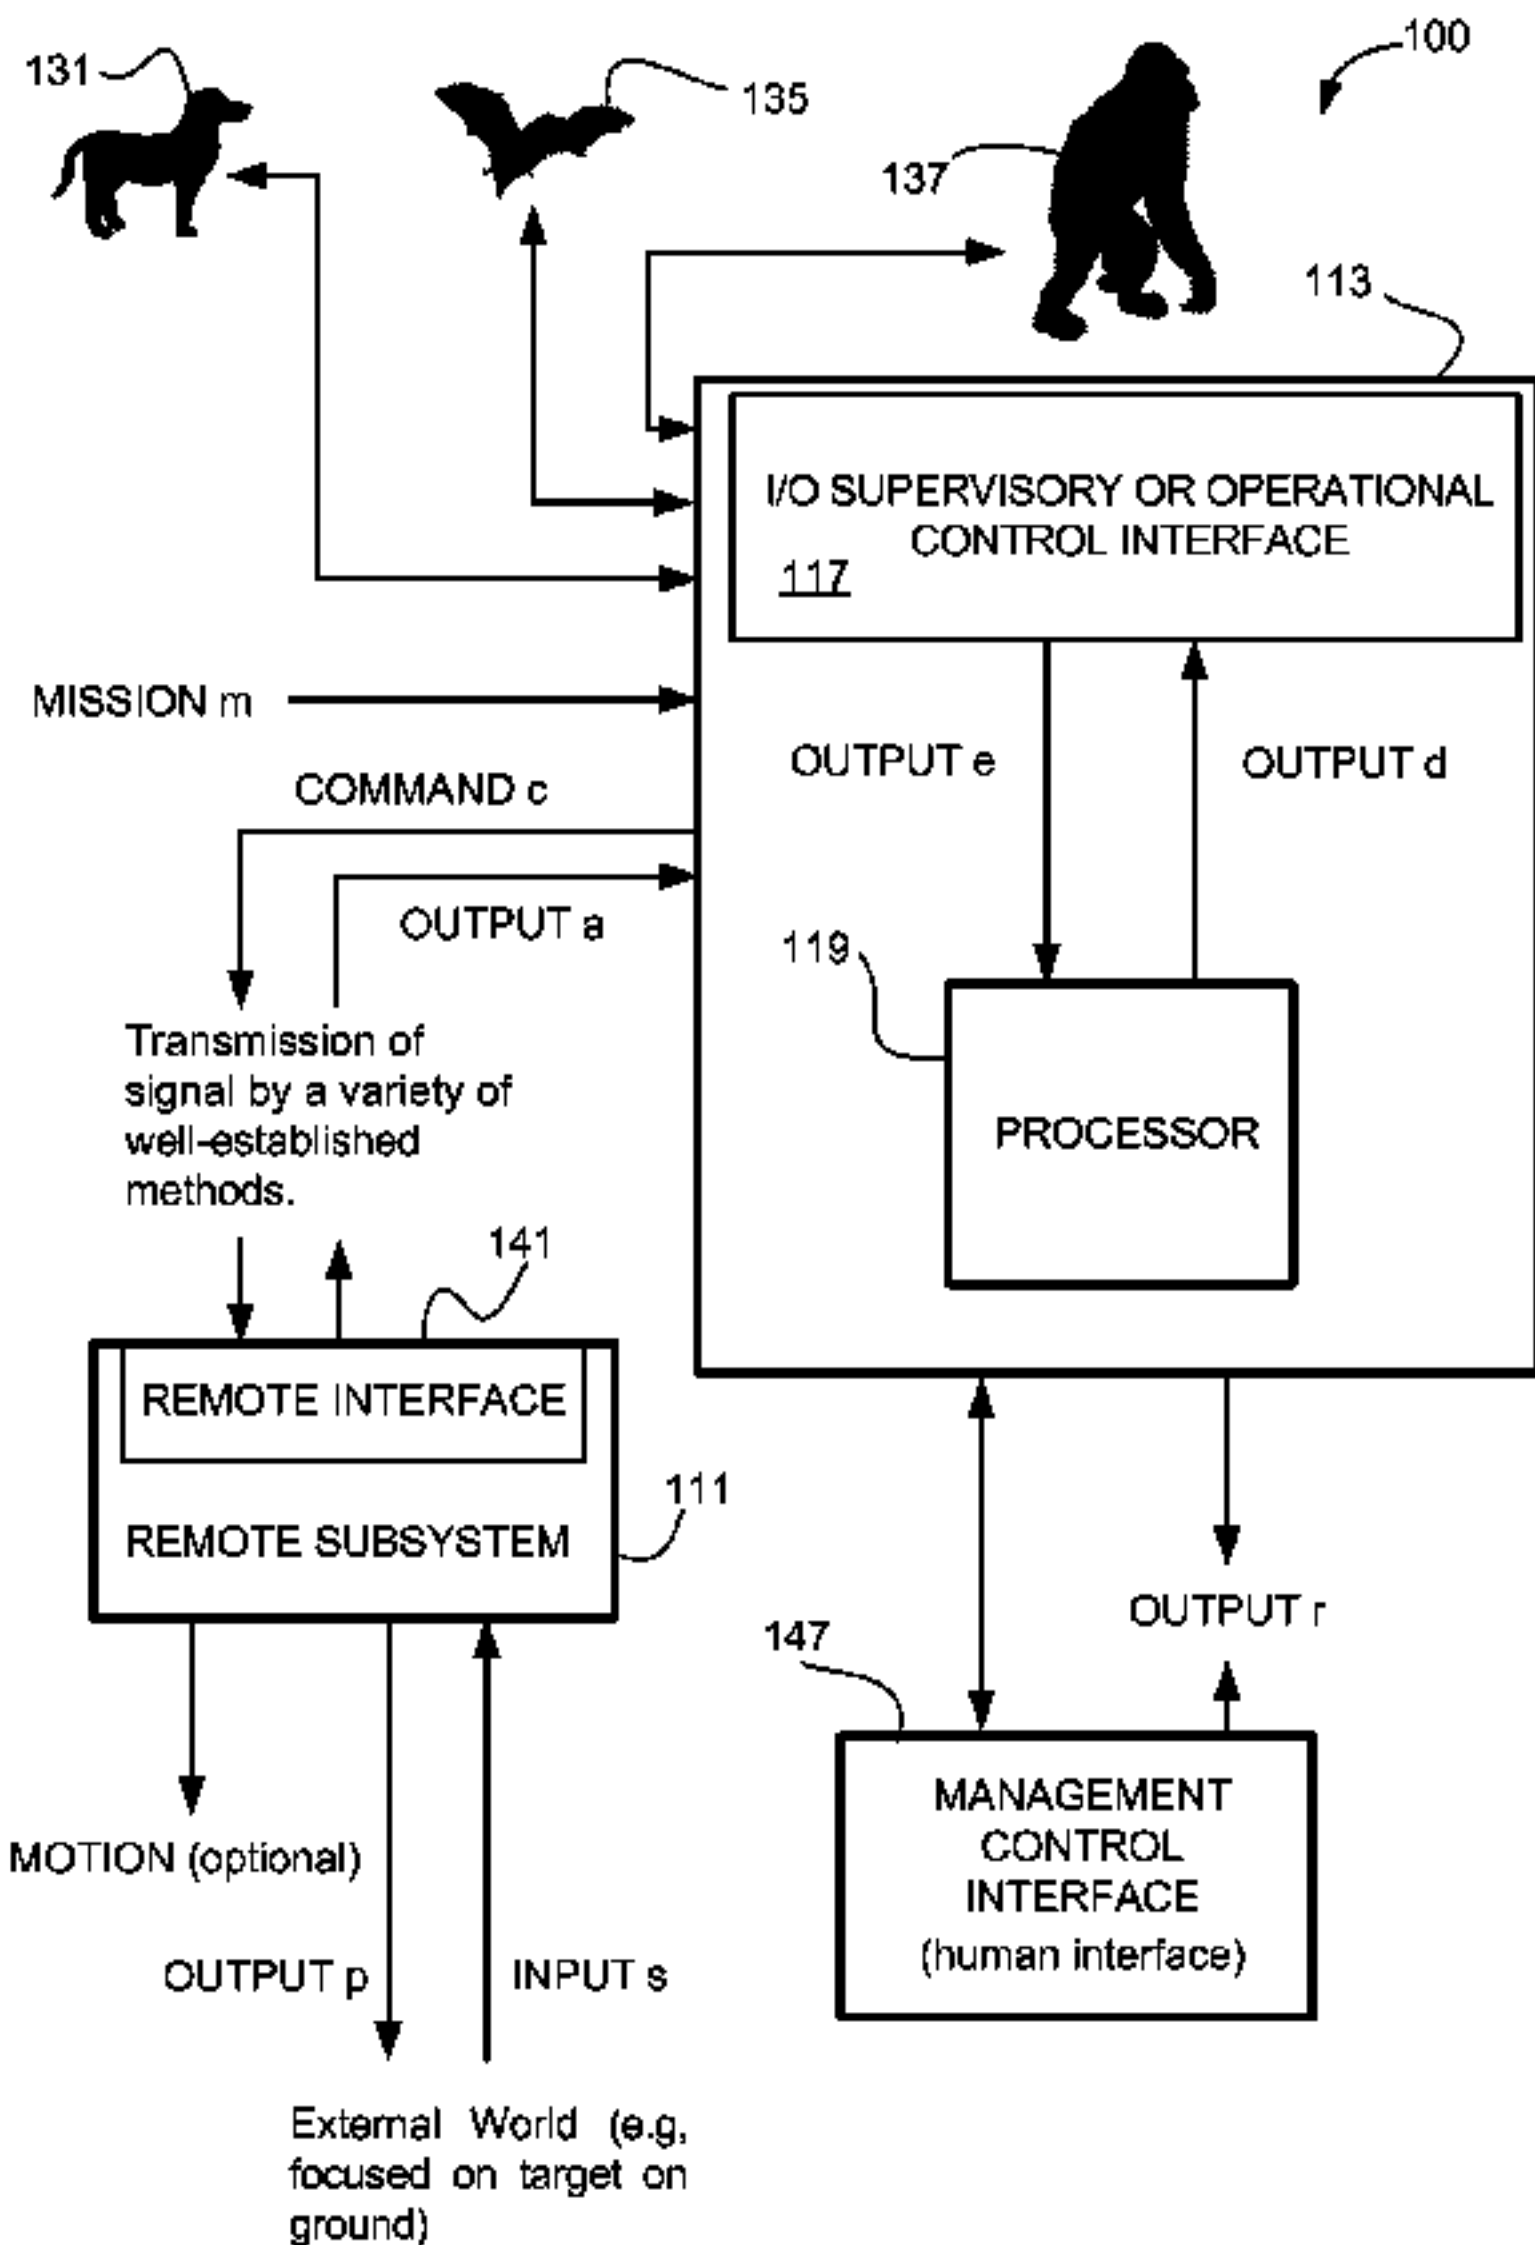 100
131
135
137
113
I/O SUPERVISORY OR OPERATIONAL
CONTROL INTERFACE
117
MISSION m
OUTPUT e
OUTPUT d
COMMAND c
OUTPUT a
119
Transmission of
signal by a variety of
well-established
methods.
PROCESSOR
141
REMOTE INTERFACE
111
REMOTE SUBSYSTEM
OUTPUT r
147
MANAGEMENT
CONTROL
INTERFACE
(human interface)
MOTION (optional)
OUTPUT p
INPUT s
External World (e.g,
focused on target on
ground)